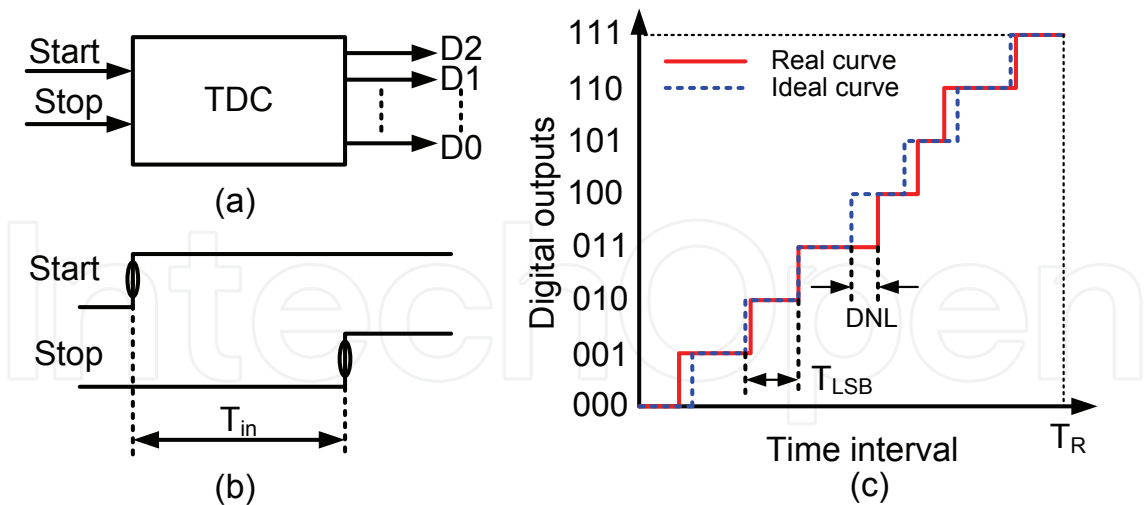 Start
Stop
TDC
D2
D1
D0
(a)
Start
Stop
T_in
(b)
Digital outputs
111
110
101
100
011
010
001
000
Real curve
Ideal curve
DNL
T_LSB
T_R
Time interval
(c)
IntechOpen